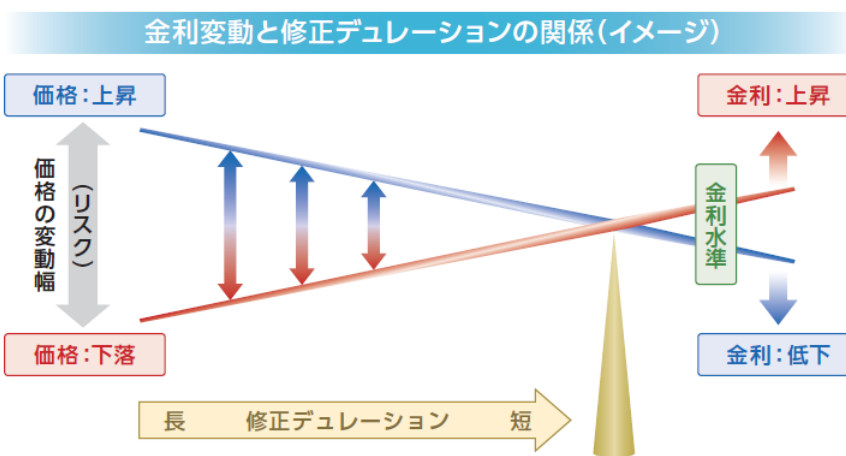 金利変動と修正デュレーションの関係(イメージ)
価格:上昇
金利:上昇
価格の変動幅
(リスク)
金利水準
価格:下落
金利:低下
長 修正デュレーション 短